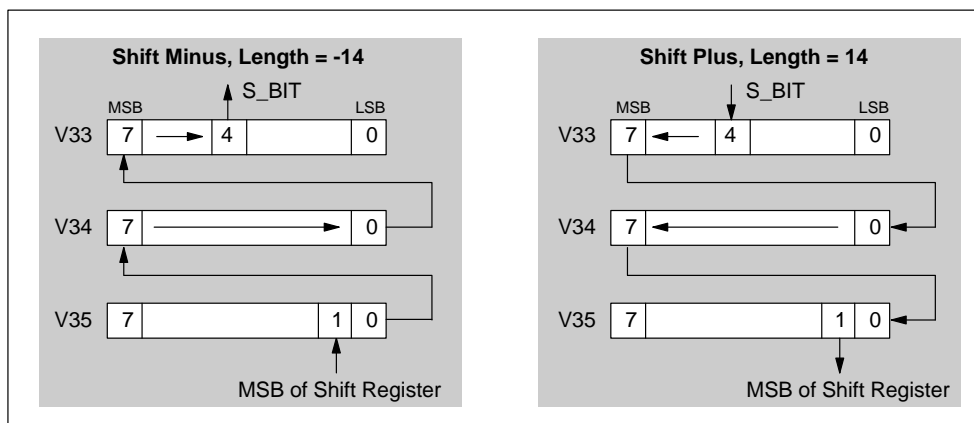 Shift Minus, Length = -14
S_BIT
MSB LSB
V33 7 4 0
V34 7 0
V35 7 1 0
MSB of Shift Register
Shift Plus, Length = 14
S_BIT
MSB LSB
V33 7 4 0
V34 7 0
V35 7 1 0
MSB of Shift Register